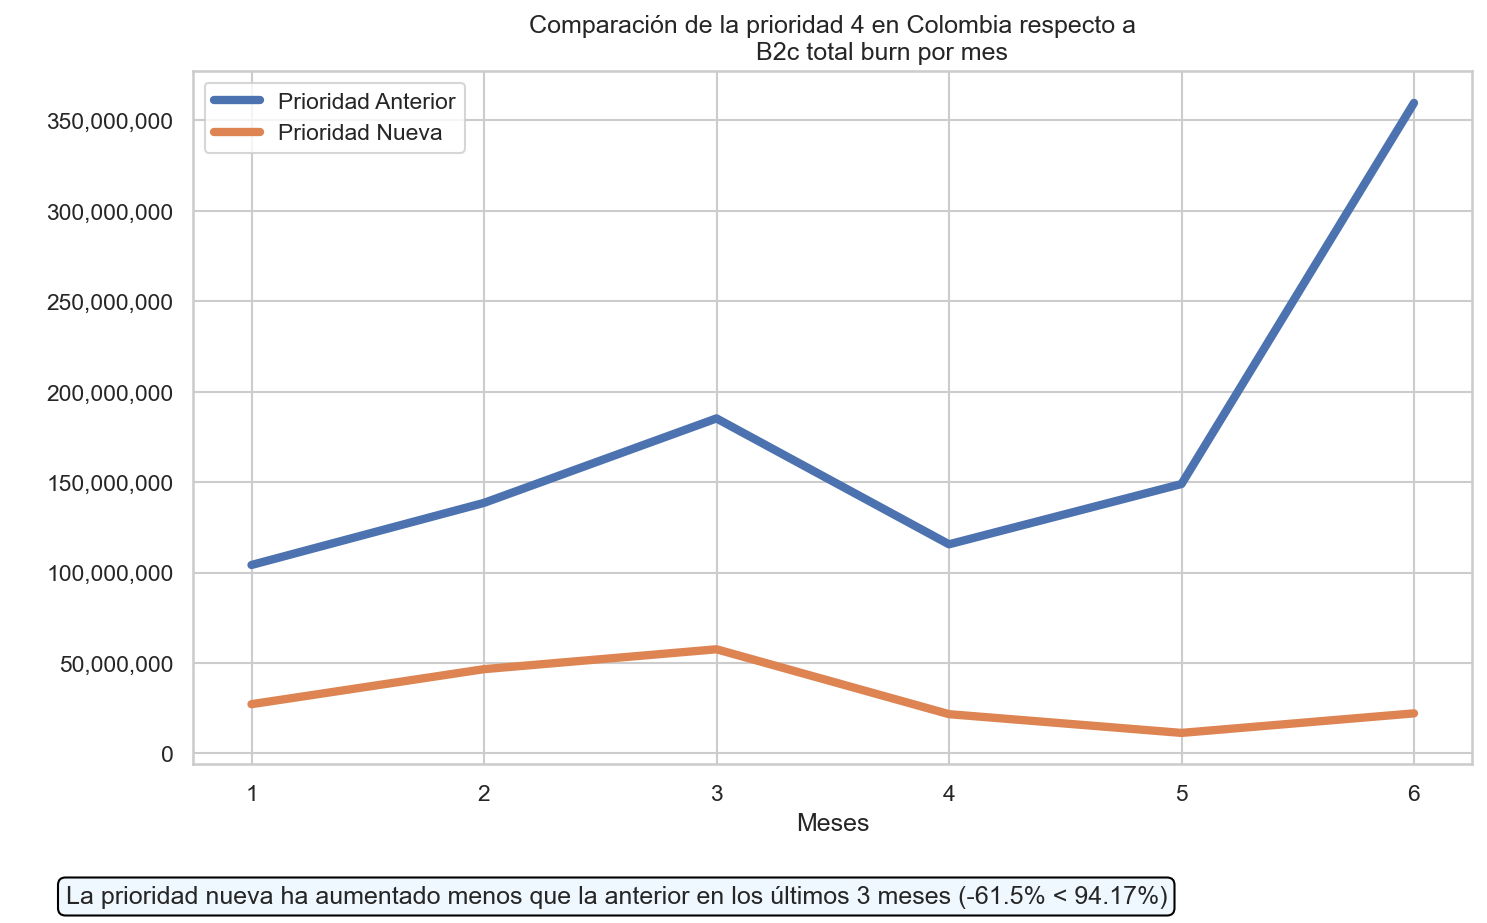 Comparación de la prioridad 4 en Colombia respecto a
B2c total burn por mes
Prioridad Anterior
Prioridad Nueva
350,000,000
300,000,000
250,000,000
200,000,000
150,000,000
100,000,000
50,000,000
0
1 2 3 4 5 6
Meses
La prioridad nueva ha aumentado menos que la anterior en los últimos 3 meses (-61.5% < 94.17%)